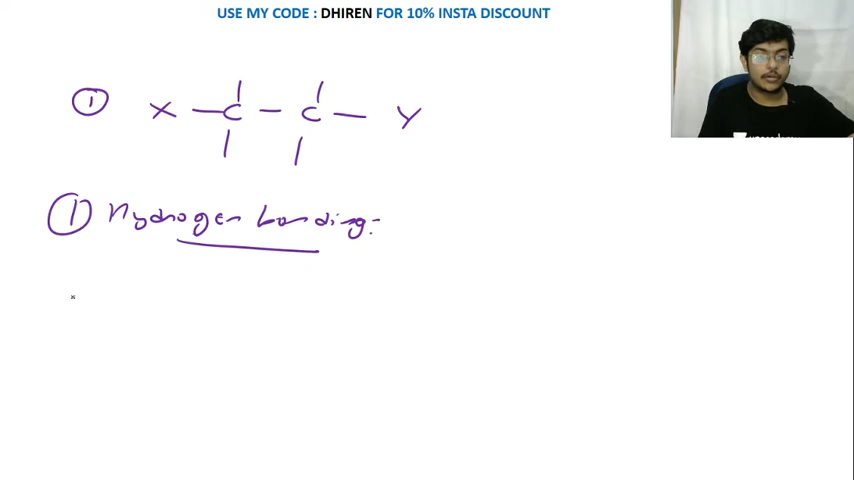 USE MY CODE : DHIREN FOR 10% INSTA DISCOUNT
① X — C — C — Y
① Hydrogen bonding :